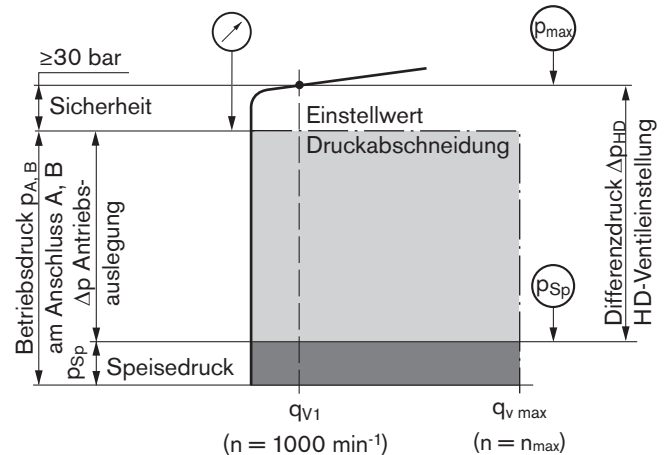 p_max
≥30 bar
Sicherheit
Einstellwert
Druckabschneidung
Betriebsdruck p_A, B
am Anschluss A, B
Δp Antriebs-
auslegung
Differenzdruck Δp_HD
HD-Ventileinstellung
p_Sp
p_Sp
Speisedruck
q_V1
q_v max
(n = 1000 min⁻¹)
(n = n_max)